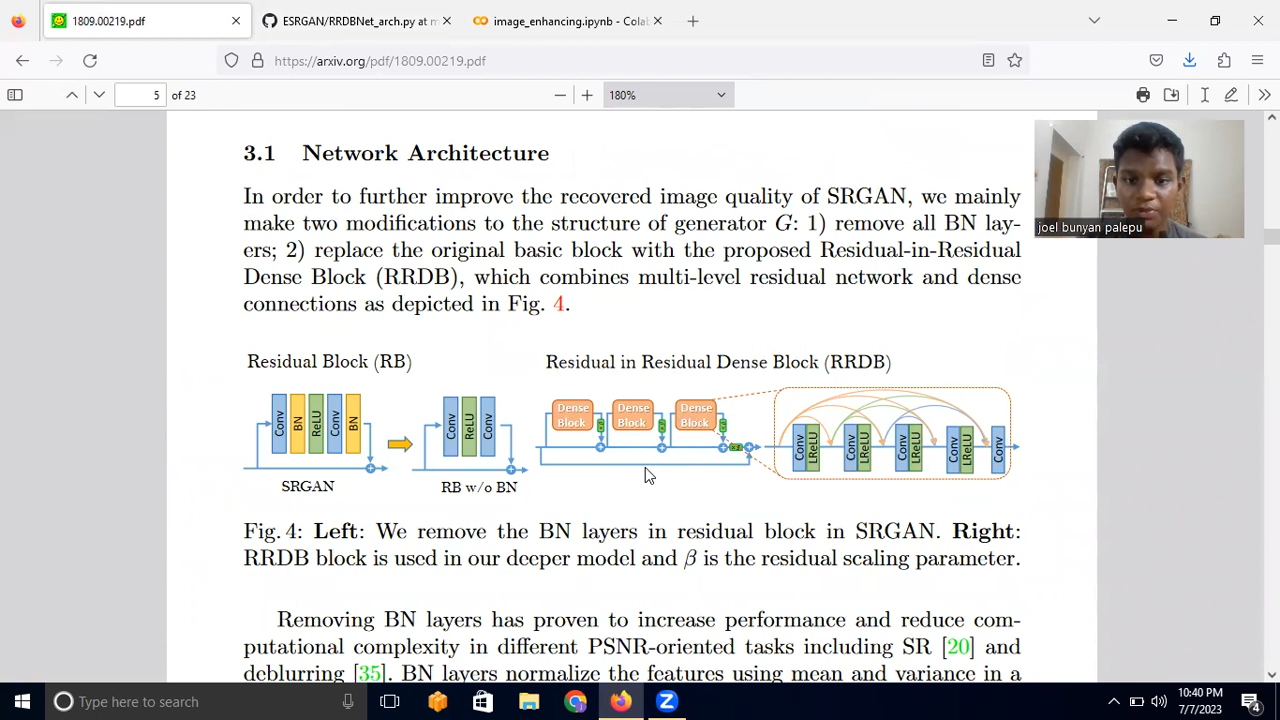 1809.00219.pdf
ESRGAN/RRDBNet_arch.py at m
image_enhancing.ipynb - Colab
https://arxiv.org/pdf/1809.00219.pdf
5 of 23
180%
3.1 Network Architecture
In order to further improve the recovered image quality of SRGAN, we mainly
make two modifications to the structure of generator G: 1) remove all BN lay-
ers; 2) replace the original basic block with the proposed Residual-in-Residual
Dense Block (RRDB), which combines multi-level residual network and dense
connections as depicted in Fig. 4.
Residual Block (RB)
Residual in Residual Dense Block (RRDB)
Conv BN ReLU Conv BN
SRGAN
Conv ReLU Conv
RB w/o BN
Dense Block
Dense Block
Dense Block
Conv LReLU Conv LReLU Conv LReLU Conv LReLU Conv
Fig. 4: Left: We remove the BN layers in residual block in SRGAN. Right:
RRDB block is used in our deeper model and β is the residual scaling parameter.
Removing BN layers has proven to increase performance and reduce com-
putational complexity in different PSNR-oriented tasks including SR [20] and
deblurring [35]. BN layers normalize the features using mean and variance in a
joel bunyan palepu
Type here to search
10:40 PM
7/7/2023
4